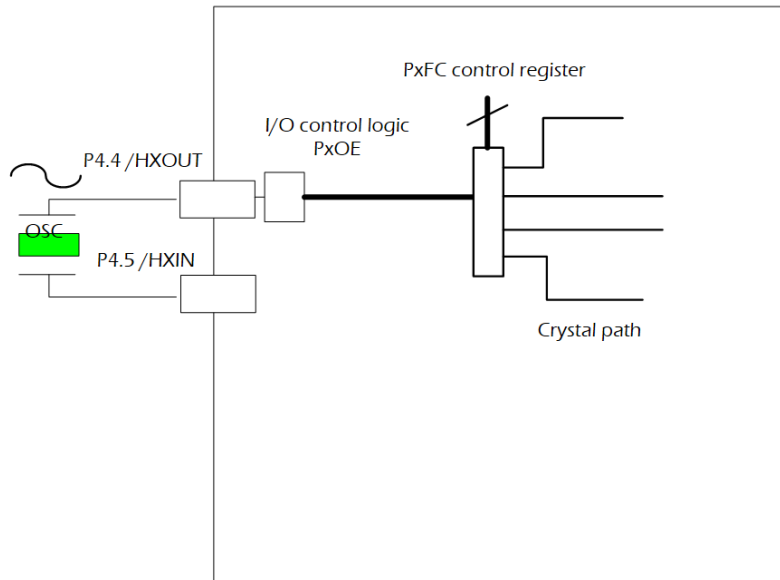 PxFC control register
I/O control logic
PxOE
P4.4 /HXOUT
OSC
P4.5 /HXIN
Crystal path